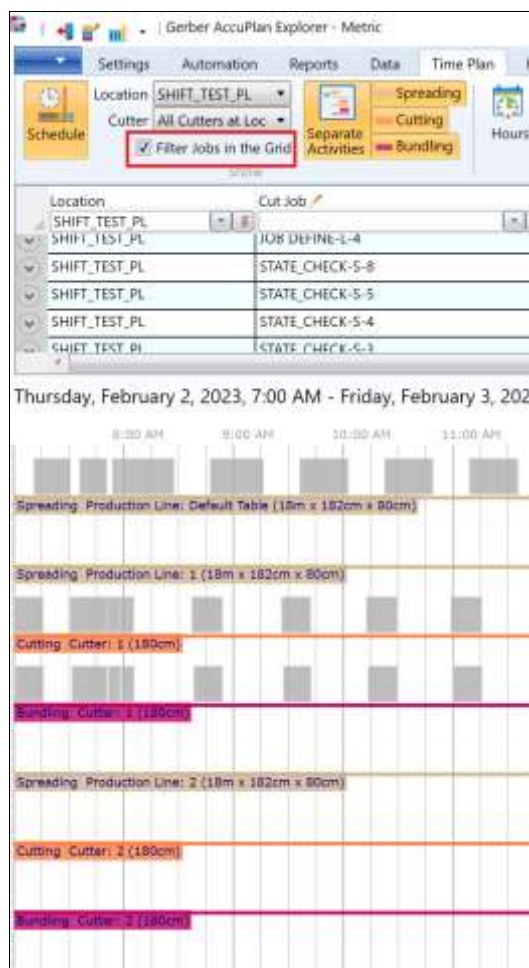 Gerber AccuPlan Explorer - Metric
Settings Automation Reports Data Time Plan
Schedule
Location SHIFT_TEST_PL
Cutter All Cutters at Loc
Filter Jobs in the Grid
Show
Separate Activities
Spreading
Cutting
Bundling
Hours
Location Cut Job
SHIFT_TEST_PL
SHIFT_TEST_PL JOB DEFINE-L-4
SHIFT_TEST_PL STATE_CHECK-S-8
SHIFT_TEST_PL STATE_CHECK-S-5
SHIFT_TEST_PL STATE_CHECK-S-4
SHIFT_TEST_PL STATE_CHECK-S-3
Thursday, February 2, 2023, 7:00 AM - Friday, February 3, 202
8:00 AM 9:00 AM 10:00 AM 11:00 AM
Spreading Production Line: Default Table (18m x 182cm x 80cm)
Spreading Production Line: 1 (18m x 182cm x 80cm)
Cutting Cutter: 1 (180cm)
Bundling Cutter: 1 (180cm)
Spreading Production Line: 2 (18m x 182cm x 80cm)
Cutting Cutter: 2 (180cm)
Bundling Cutter: 2 (180cm)